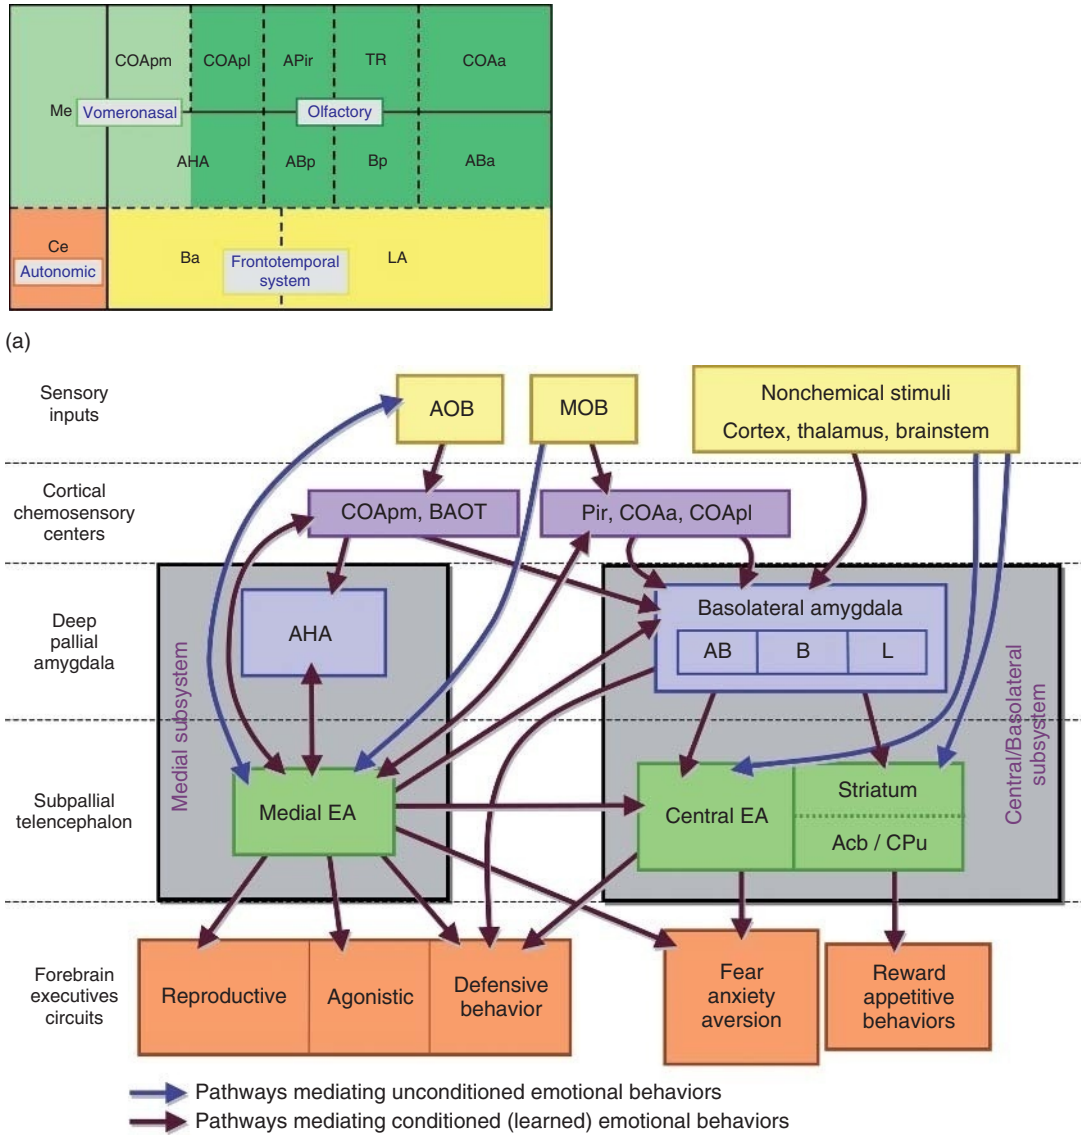 COApm COApl APir TR COAa
Me Vomeronasal Olfactory
AHA ABp Bp ABa
Ce
Autonomic
Ba
Frontotemporal
system
LA
(a)
Sensory
inputs
AOB
MOB
Nonchemical stimuli
Cortex, thalamus, brainstem
Cortical
chemosensory
centers
COApm, BAOT
Pir, COAa, COApl
Deep
pallial
amygdala
Medial subsystem
AHA
Basolateral amygdala
AB B L
Central/Basolateral
subsystem
Subpallial
telencephalon
Medial EA
Central EA
Striatum
Acb / CPu
Forebrain
executives
circuits
Reproductive
Agonistic
Defensive
behavior
Fear
anxiety
aversion
Reward
appetitive
behaviors
Pathways mediating unconditioned emotional behaviors
Pathways mediating conditioned (learned) emotional behaviors